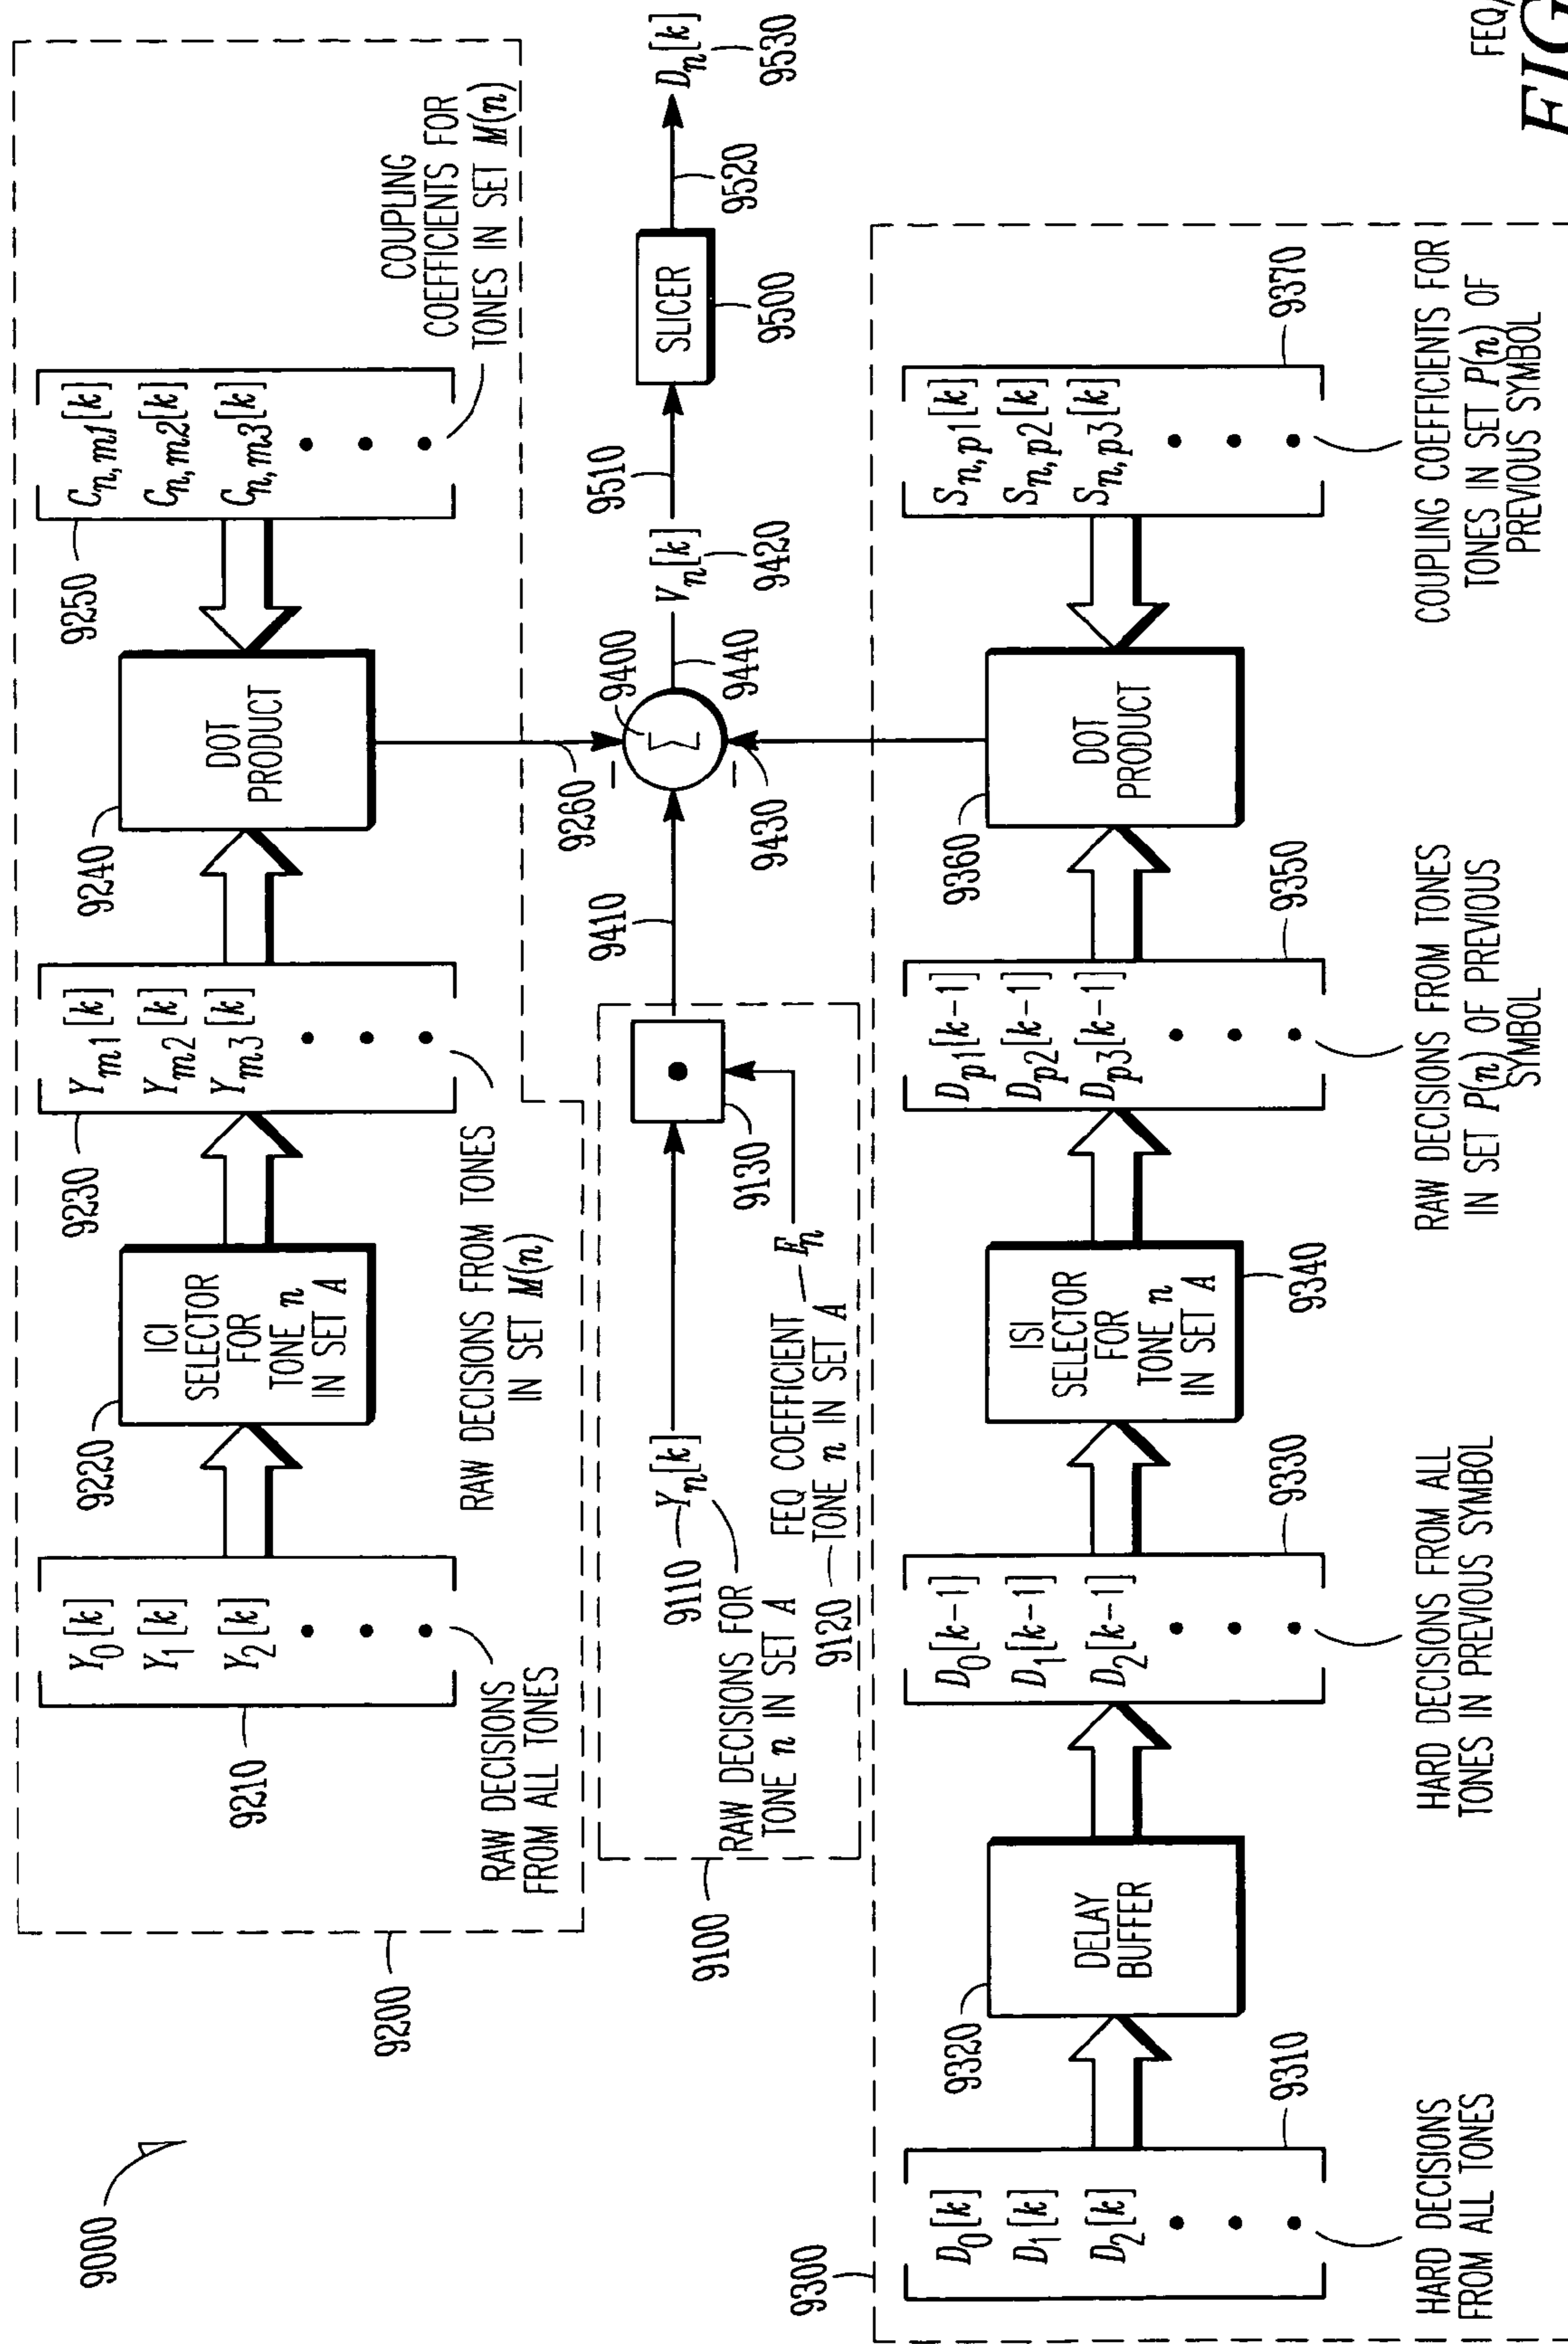 9000
9200
9210
Y0[k]
Y1[k]
Y2[k]
RAW DECISIONS
FROM ALL TONES
9220
ICI
SELECTOR
FOR
TONE n
IN SET A
9230
Ym1[k]
Ym2[k]
Ym3[k]
RAW DECISIONS FROM TONES
IN SET M(n)
9240
DOT
PRODUCT
9250
Cn,m1[k]
Cn,m2[k]
Cn,m3[k]
COUPLING
COEFFICIENTS FOR
TONES IN SET M(n)
9260
9100
9110
Yn[k]
RAW DECISIONS FOR
TONE n IN SET A
9120
FEQ COEFFICIENT
TONE n IN SET A
Fn
9130
9410
9400
Σ
−
−
9430
9440
Vn[k]
9420
9510
SLICER
9500
9520
Dn[k]
9530
9300
D0[k]
D1[k]
D2[k]
9310
HARD DECISIONS
FROM ALL TONES
9320
DELAY
BUFFER
D0[k−1]
D1[k−1]
D2[k−1]
9330
HARD DECISIONS FROM ALL
TONES IN PREVIOUS SYMBOL
ISI
SELECTOR
FOR
TONE n
IN SET A
9340
Dp1[k−1]
Dp2[k−1]
Dp3[k−1]
9350
RAW DECISIONS FROM TONES
IN SET P(n) OF PREVIOUS
SYMBOL
9360
DOT
PRODUCT
Sn,p1[k]
Sn,p2[k]
Sn,p3[k]
9370
COUPLING COEFFICIENTS FOR
TONES IN SET P(n) OF
PREVIOUS SYMBOL
FEQ/
FIG